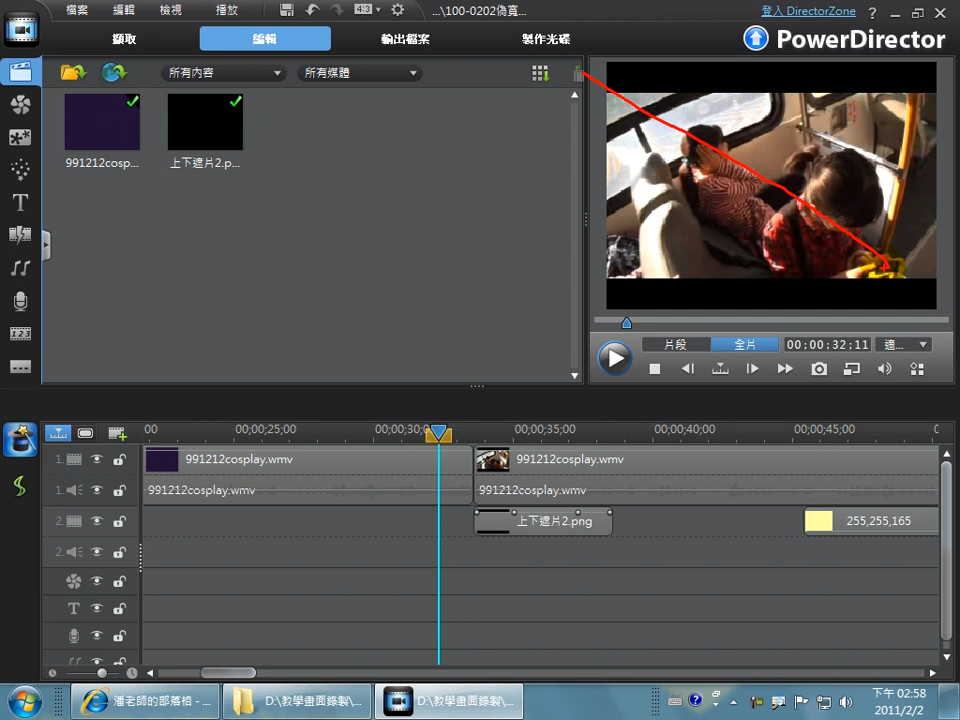 檔案 編輯 檢視 播放 4:3 ...\100-0202偽寬...
登入 DirectorZone ?
擷取 編輯 輸出檔案 製作光碟
PowerDirector
所有內容 所有媒體
991212cosp... 上下遮片2.p...
片段 全片 00;00;32;11 適...
00 00;00;25;00 00;00;30;0 00;00;35;00 00;00;40;00 00;00;45;00
1. 991212cosplay.wmv 991212cosplay.wmv
1. 991212cosplay.wmv 991212cosplay.wmv
2. 上下遮片2.png 255,255,165
2.
T
潘老師的部落格 - ... D:\教學畫面錄製\... D:\教學畫面錄製\...
下午 02:58
2011/2/2